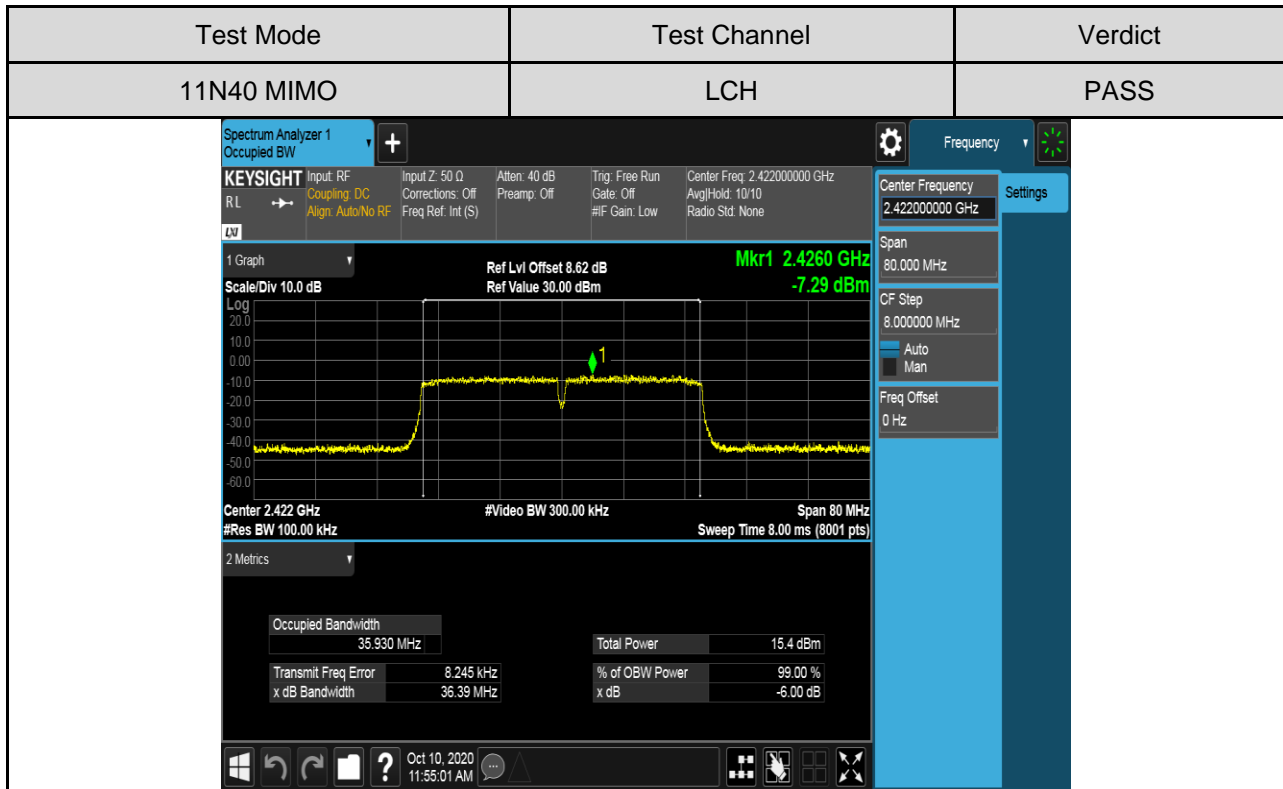 Test Mode Test Channel Verdict
11N40 MIMO LCH PASS
Spectrum Analyzer 1
Occupied BW
+
Frequency
KEYSIGHT Input: RF Input Z: 50 Ω Atten: 40 dB Trig: Free Run Center Freq: 2.422000000 GHz
RL Coupling: DC Corrections: Off Preamp: Off Gate: Off Avg|Hold: 10/10
Align: Auto/No RF Freq Ref: Int (S) #IF Gain: Low Radio Std: None
LXI
Center Frequency
2.422000000 GHz
Settings
Span
80.000 MHz
CF Step
8.000000 MHz
Auto
Man
Freq Offset
0 Hz
1 Graph Ref Lvl Offset 8.62 dB Mkr1 2.4260 GHz
Scale/Div 10.0 dB Ref Value 30.00 dBm -7.29 dBm
Log
20.0
10.0
0.00
1
-10.0
-20.0
-30.0
-40.0
-50.0
-60.0
Center 2.422 GHz #Video BW 300.00 kHz Span 80 MHz
#Res BW 100.00 kHz Sweep Time 8.00 ms (8001 pts)
2 Metrics
Occupied Bandwidth
35.930 MHz Total Power 15.4 dBm
Transmit Freq Error 8.245 kHz % of OBW Power 99.00 %
x dB Bandwidth 36.39 MHz x dB -6.00 dB
? Oct 10, 2020
11:55:01 AM